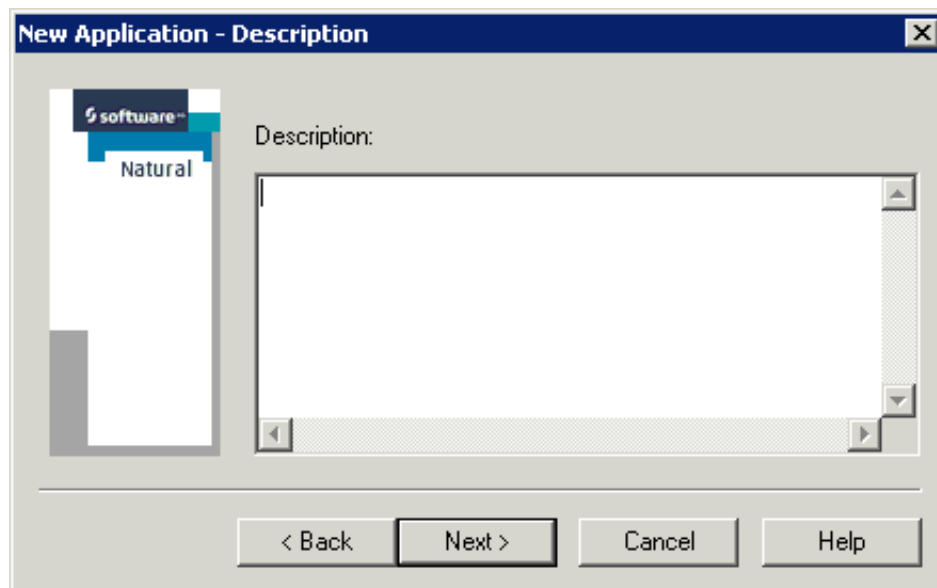 New Application - Description
software
Natural
Description:
< Back
Next >
Cancel
Help